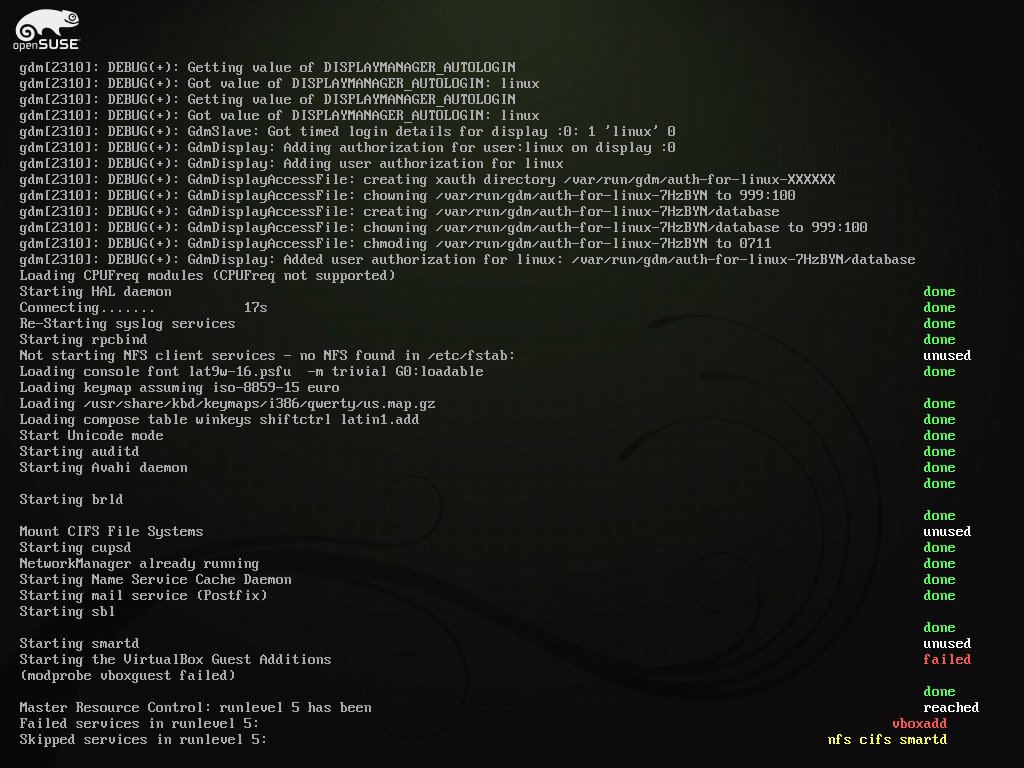 openSUSE
gdm[2310]: DEBUG(+): Getting value of DISPLAYMANAGER_AUTOLOGIN
gdm[2310]: DEBUG(+): Got value of DISPLAYMANAGER_AUTOLOGIN: linux
gdm[2310]: DEBUG(+): Getting value of DISPLAYMANAGER_AUTOLOGIN
gdm[2310]: DEBUG(+): Got value of DISPLAYMANAGER_AUTOLOGIN: linux
gdm[2310]: DEBUG(+): GdmSlave: Got timed login details for display :0: 1 'linux' 0
gdm[2310]: DEBUG(+): GdmDisplay: Adding authorization for user:linux on display :0
gdm[2310]: DEBUG(+): GdmDisplay: Adding user authorization for linux
gdm[2310]: DEBUG(+): GdmDisplayAccessFile: creating xauth directory /var/run/gdm/auth-for-linux-XXXXXX
gdm[2310]: DEBUG(+): GdmDisplayAccessFile: chowning /var/run/gdm/auth-for-linux-7HzBYN to 999:100
gdm[2310]: DEBUG(+): GdmDisplayAccessFile: creating /var/run/gdm/auth-for-linux-7HzBYN/database
gdm[2310]: DEBUG(+): GdmDisplayAccessFile: chowning /var/run/gdm/auth-for-linux-7HzBYN/database to 999:100
gdm[2310]: DEBUG(+): GdmDisplayAccessFile: chmoding /var/run/gdm/auth-for-linux-7HzBYN to 0711
gdm[2310]: DEBUG(+): GdmDisplay: Added user authorization for linux: /var/run/gdm/auth-for-linux-7HzBYN/database
Loading CPUFreq modules (CPUFreq not supported)
Starting HAL daemon done
Connecting....... 17s done
Re-Starting syslog services done
Starting rpcbind done
Not starting NFS client services - no NFS found in /etc/fstab: unused
Loading console font lat9w-16.psfu -m trivial G0:loadable done
Loading keymap assuming iso-8859-15 euro
Loading /usr/share/kbd/keymaps/i386/qwerty/us.map.gz done
Loading compose table winkeys shiftctrl latin1.add done
Start Unicode mode done
Starting auditd done
Starting Avahi daemon done
done
Starting brld
done
Mount CIFS File Systems unused
Starting cupsd done
NetworkManager already running done
Starting Name Service Cache Daemon done
Starting mail service (Postfix) done
Starting sbl
done
Starting smartd unused
Starting the VirtualBox Guest Additions failed
(modprobe vboxguest failed)
done
Master Resource Control: runlevel 5 has been reached
Failed services in runlevel 5: vboxadd
Skipped services in runlevel 5: nfs cifs smartd